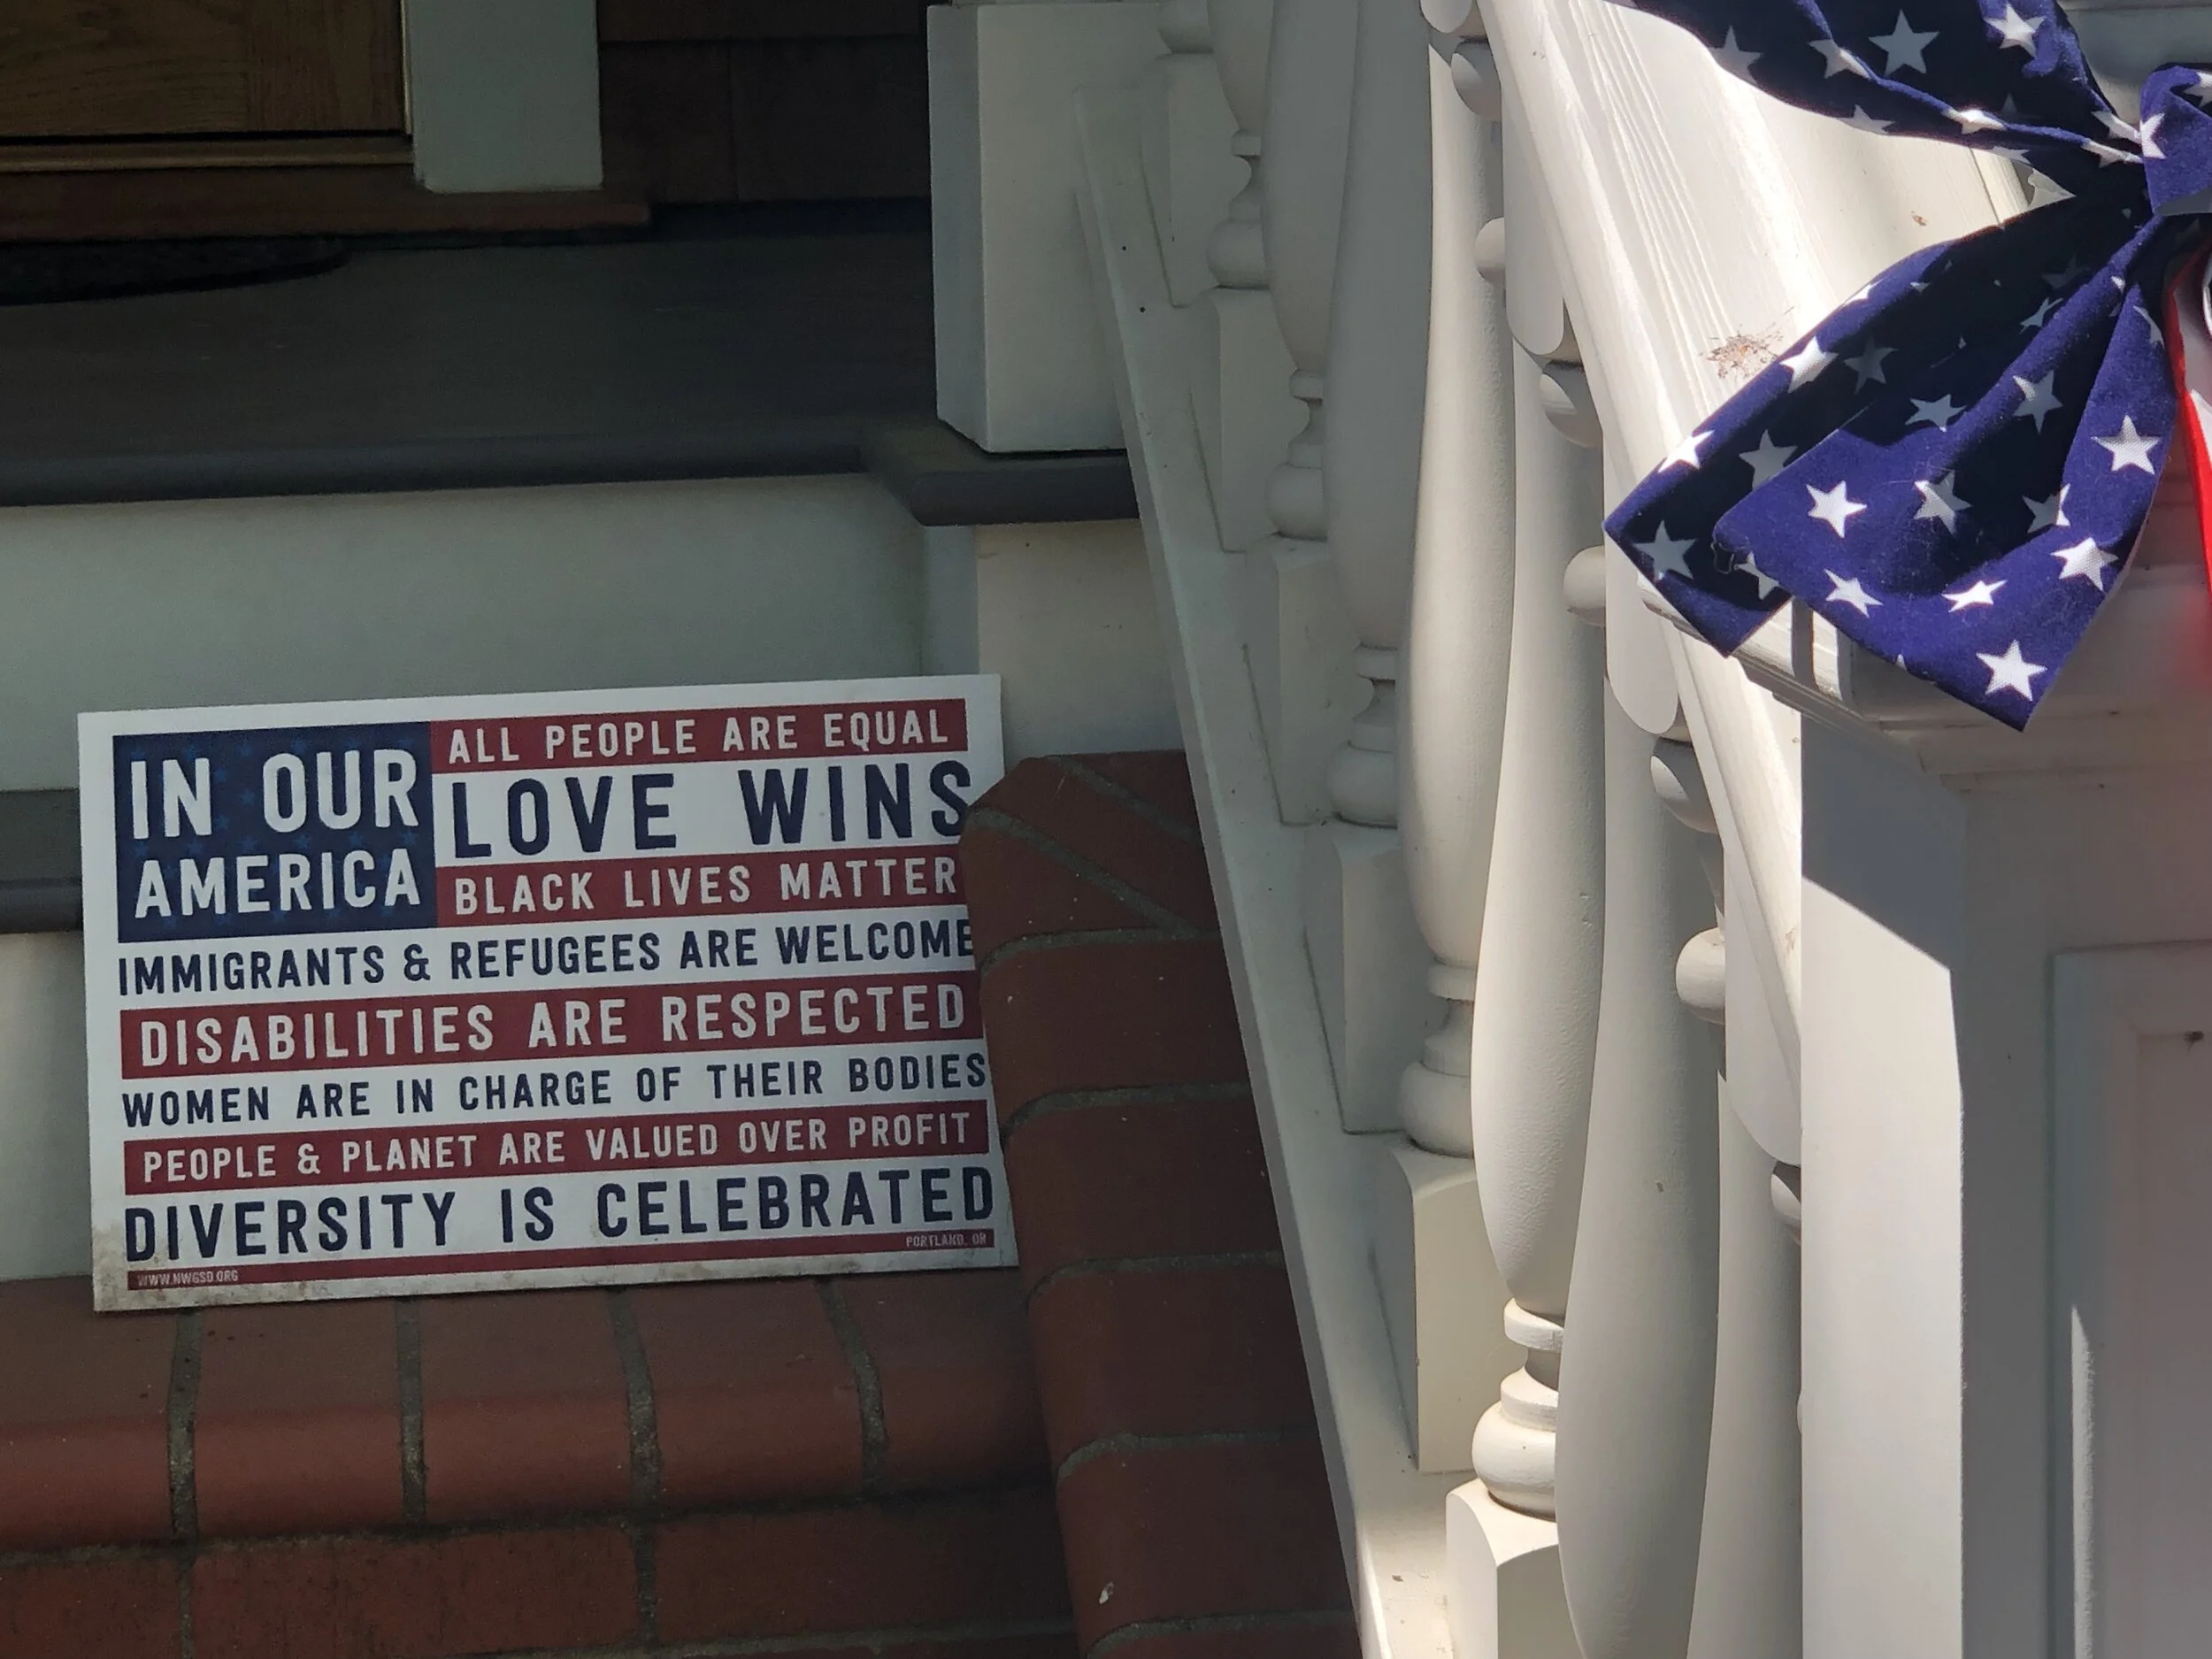 IN OUR
AMERICA
ALL PEOPLE ARE EQUAL
LOVE WINS
BLACK LIVES MATTER
IMMIGRANTS & REFUGEES ARE WELCOME
DISABILITIES ARE RESPECTED
WOMEN ARE IN CHARGE OF THEIR BODIES
PEOPLE & PLANET ARE VALUED OVER PROFIT
DIVERSITY IS CELEBRATED
WWW.NWGSD.ORG
PORTLAND, OR